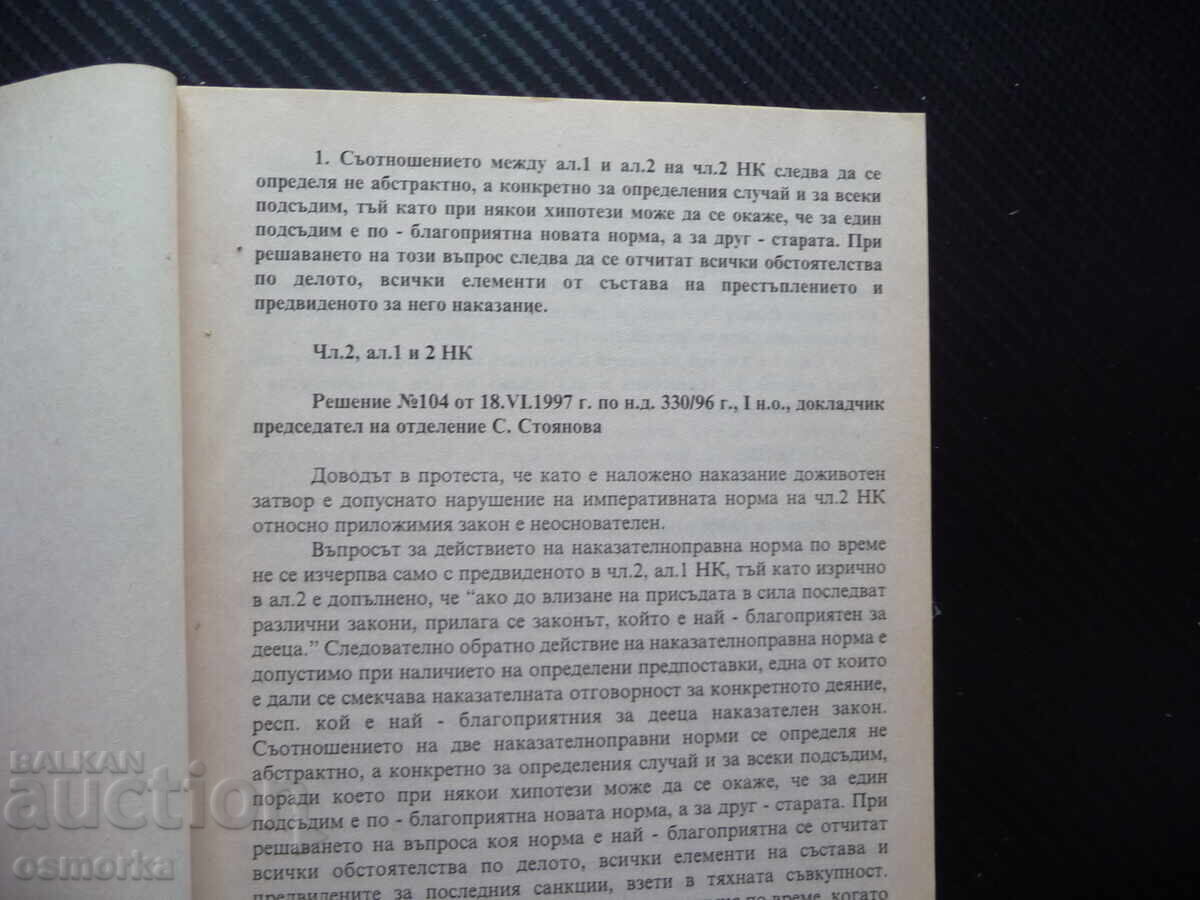 1. Съотношението между ал.1 и ал.2 на чл.2 НК следва да се
определя не абстрактно, а конкретно за определения случай и за всеки
подсъдим, тъй като при някои хипотези може да се окаже, че за един
подсъдим е по - благоприятна новата норма, а за друг - старата. При
решаването на този въпрос следва да се отчитат всички обстоятелства
по делото, всички елементи от състава на престъплението и
предвиденото за него наказание.
Чл.2, ал.1 и 2 НК
Решение №104 от 18.VI.1997 г. по н.д. 330/96 г., I н.о., докладчик
председател на отделение С. Стоянова
Доводът в протеста, че като е наложено наказание доживотен
затвор е допуснато нарушение на императивната норма на чл.2 НК
относно приложимия закон е неоснователен.
Въпросът за действието на наказателноправна норма по време
не се изчерпва само с предвиденото в чл.2, ал.1 НК, тъй като изрично
в ал.2 е допълнено, че “ако до влизане на присъдата в сила последват
различни закони, прилага се законът, който е най - благоприятен за
дееца.” Следователно обратно действие на наказателноправна норма е
допустимо при наличието на определени предпоставки, една от които
е дали се смекчава наказателната отговорност за конкретното деяние,
респ. кой е най - благоприятния за дееца наказателен закон.
Съотношението на две наказателноправни норми се определя не
абстрактно, а конкретно за определения случай и за всеки подсъдим,
поради което при някои хипотези може да се окаже, че за един
подсъдим е по - благоприятна новата норма, а за друг - старата. При
решаването на въпроса коя норма е най - благоприятна се отчитат
всички обстоятелства по делото, всички елементи на състава и
предвидените за последния санкции, взети в тяхната съвкупност.
по време, когато
BALKAN
auction
osmorka